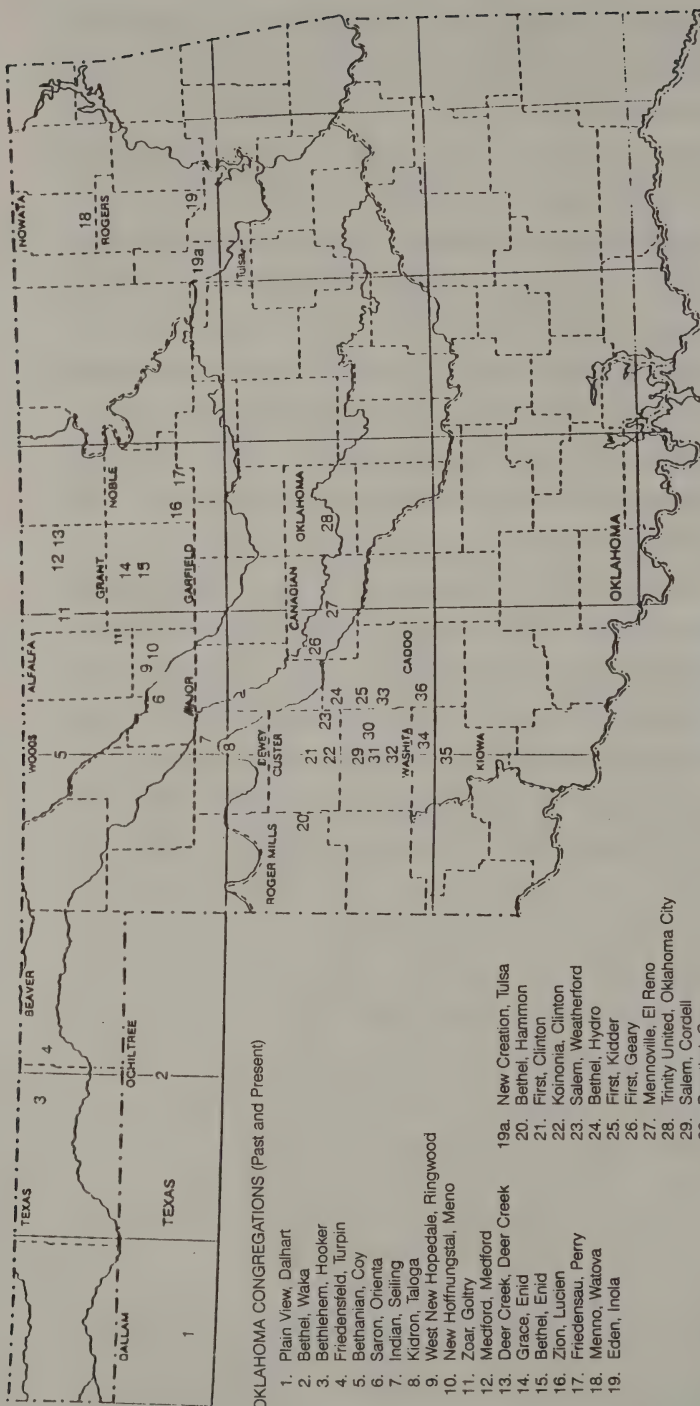 TEXAS
BEAVER
WOODS
ALFALFA
NOWATA
3
4
5
11
12 13
18
ROGERS
GRANT
NOBLE
6
9
10
14
15
DALLAM
OCHILTREE
1
2
TEXAS
7
MAJOR
GARFIELD
16
17
19a
19
Tulsa
8
DEWEY
CUSTER
ROGER MILLS
20
21
22
23
24
26
CANADIAN
27
OKLAHOMA
28
29
30
31
32
25
33
WASHITA
34
36
CADDO
35
KIOWA
OKLAHOMA
OKLAHOMA CONGREGATIONS (Past and Present)
1. Plain View, Dalhart
2. Bethel, Waka
3. Bethlehem, Hooker
4. Friedensfeld, Turpin
5. Bethanian, Coy
6. Saron, Orienta
7. Indian, Seiling
8. Kidron, Taloga
9. West New Hopedale, Ringwood
10. New Hoffnungstal, Meno
11. Zoar, Goltry
12. Medford, Medford
13. Deer Creek, Deer Creek
14. Grace, Enid
15. Bethel, Enid
16. Zion, Lucien
17. Friedensau, Perry
18. Menno, Watova
19. Eden, Inola
19a. New Creation, Tulsa
20. Bethel, Hammon
21. First, Clinton
22. Koinonia, Clinton
23. Salem, Weatherford
24. Bethel, Hydro
25. First, Kidder
26. First, Geary
27. Mennoville, El Reno
28. Trinity United, Oklahoma City
29. Salem, Cordell